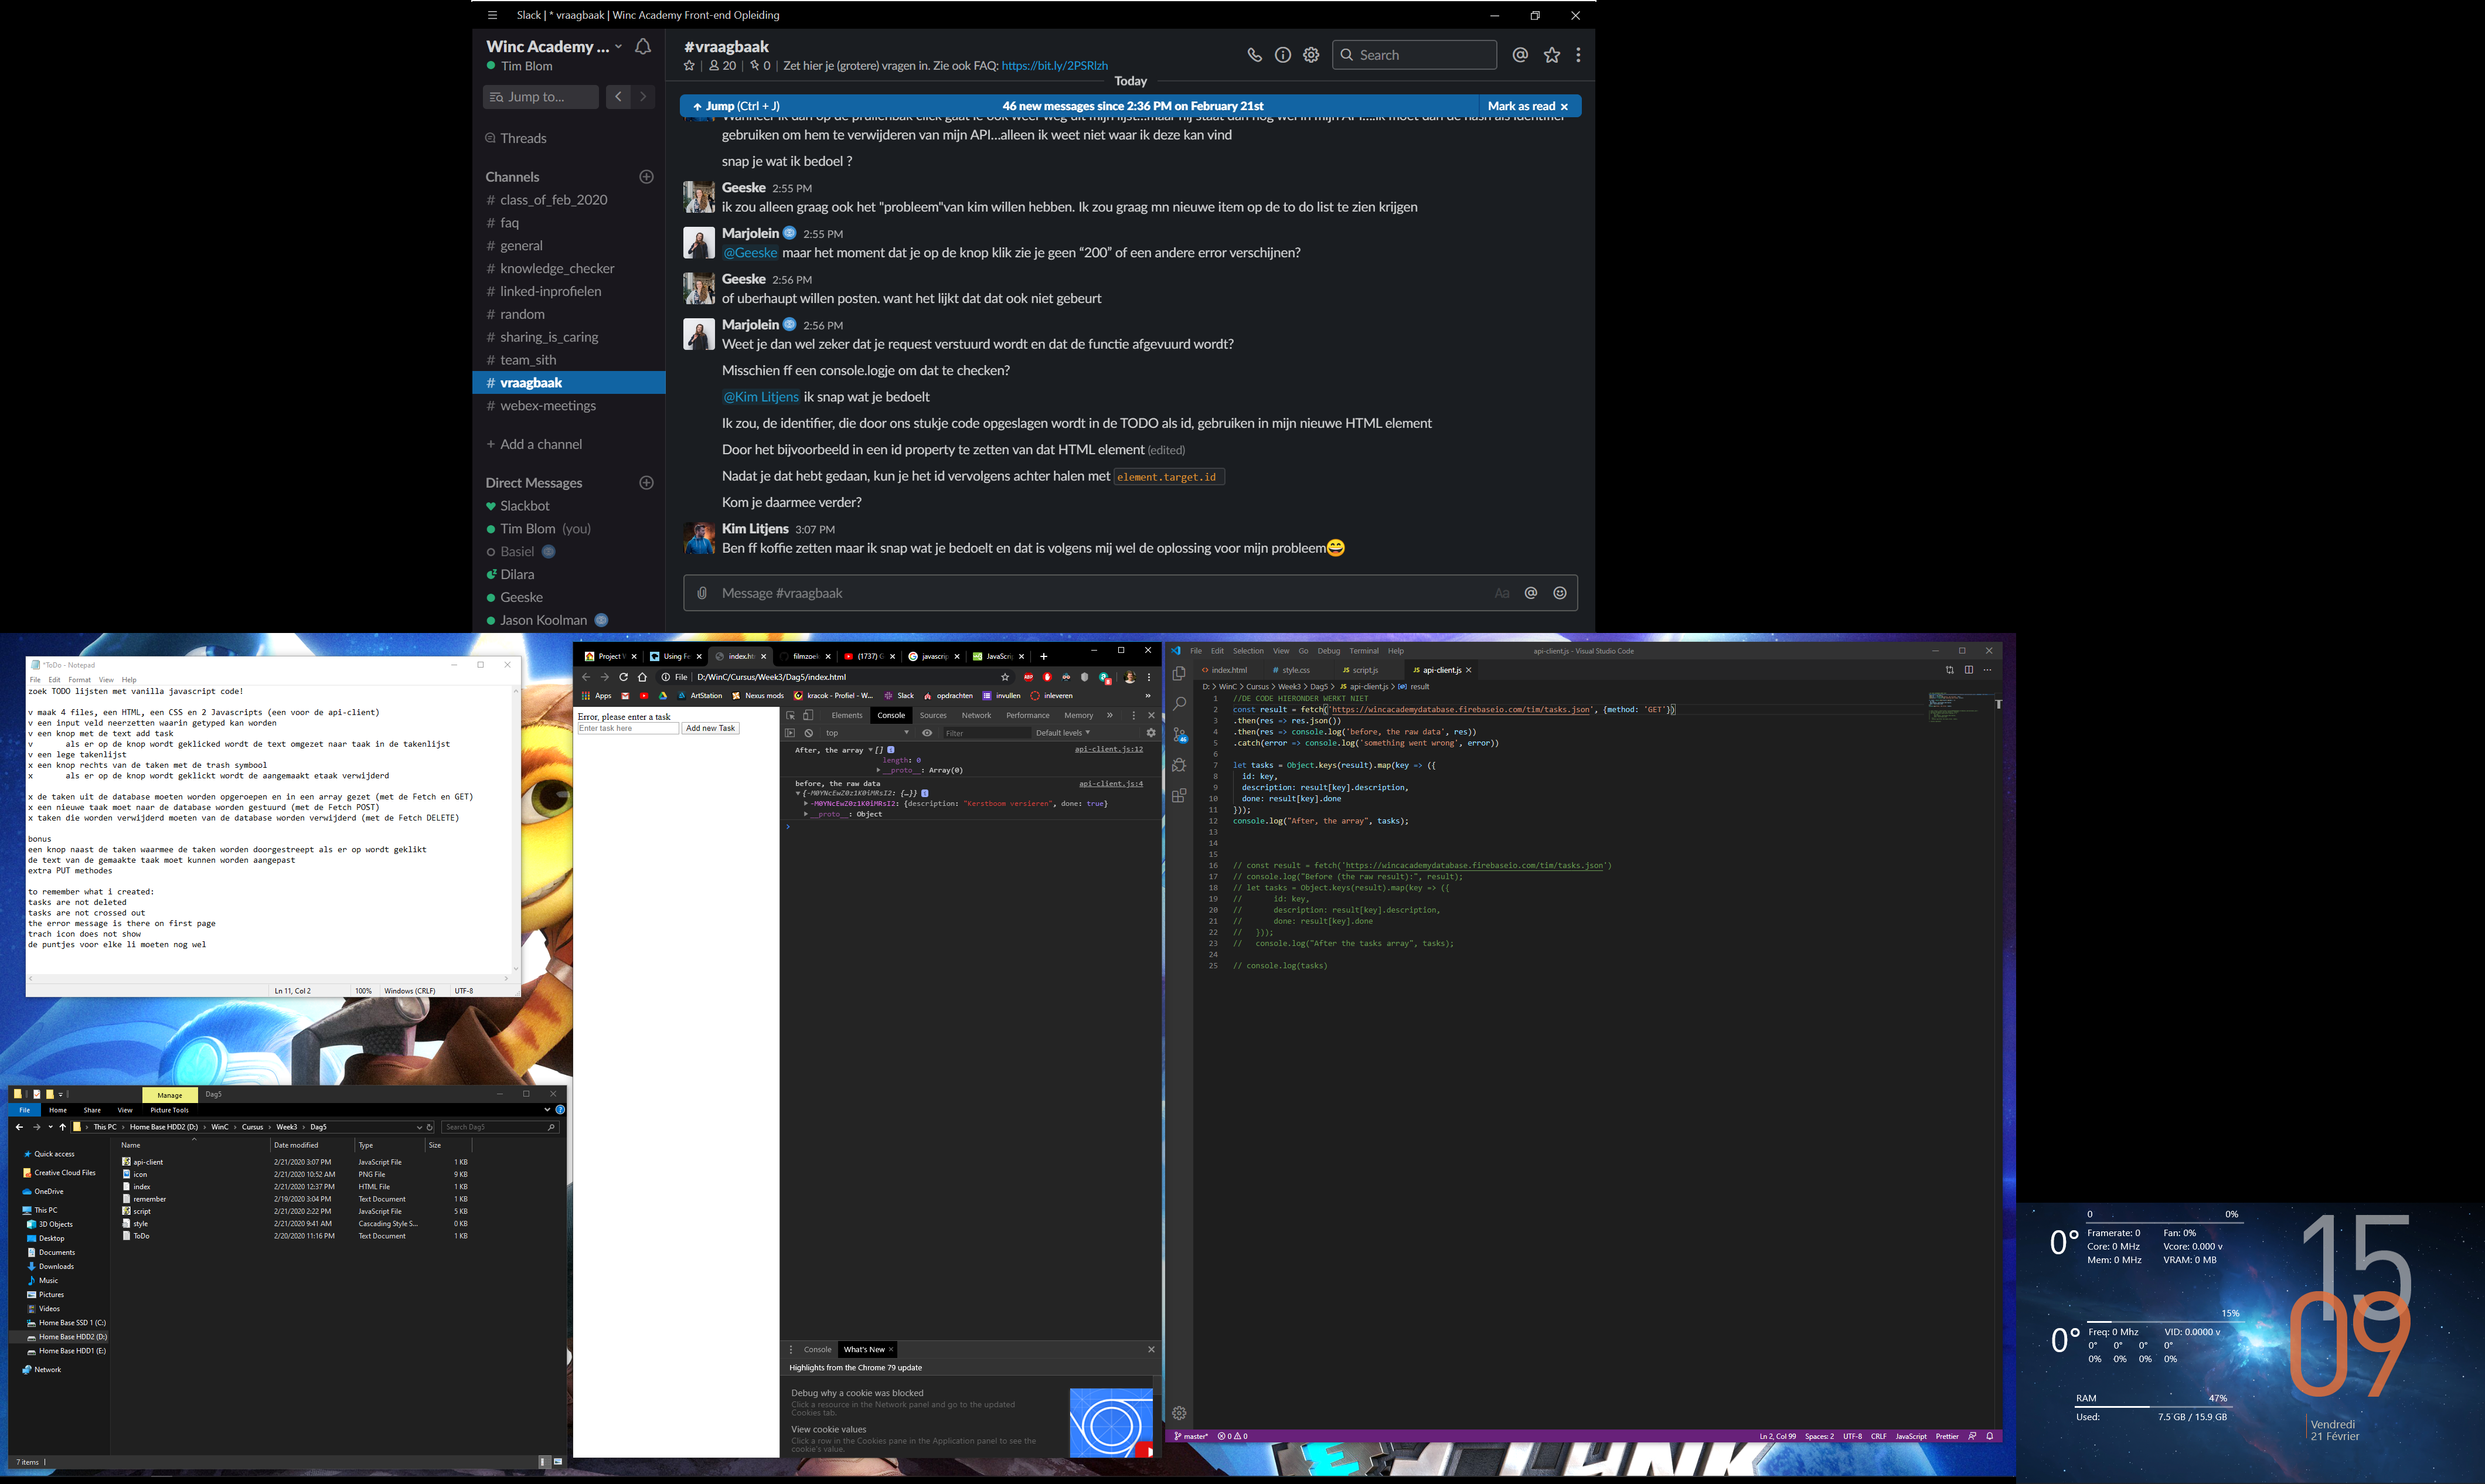 Slack | * vraagbaak | Winc Academy Front-end Opleiding
Winc Academy ...
Tim Blom
Jump to...
Threads
Channels
# class_of_feb_2020
# faq
# general
# knowledge_checker
# linked-inprofielen
# random
# sharing_is_caring
# team_sith
# vraagbaak
# webex-meetings
+ Add a channel
Direct Messages
Slackbot
Tim Blom (you)
Basiel
Dilara
Geeske
Jason Koolman
#vraagbaak
20 | 0 | Zet hier je (grotere) vragen in. Zie ook FAQ: https://bit.ly/2PSRlzh
Search
Today
Jump (Ctrl + J)
46 new messages since 2:36 PM on February 21st
Mark as read
gebruiken om hem te verwijderen van mijn API...alleen ik weet niet waar ik deze kan vind
snap je wat ik bedoel ?
Geeske 2:55 PM
ik zou alleen graag ook het "probleem"van kim willen hebben. Ik zou graag mn nieuwe item op de to do list te zien krijgen
Marjolein 2:55 PM
@Geeske maar het moment dat je op de knop klik zie je geen “200” of een andere error verschijnen?
Geeske 2:56 PM
of uberhaupt willen posten. want het lijkt dat dat ook niet gebeurt
Marjolein 2:56 PM
Weet je dan wel zeker dat je request verstuurd wordt en dat de functie afgevuurd wordt?
Misschien ff een console.logje om dat te checken?
@Kim Litjens ik snap wat je bedoelt
Ik zou, de identifier, die door ons stukje code opgeslagen wordt in de TODO als id, gebruiken in mijn nieuwe HTML element
Door het bijvoorbeeld in een id property te zetten van dat HTML element (edited)
Nadat je dat hebt gedaan, kun je het id vervolgens achter halen met element.target.id
Kom je daarmee verder?
Kim Litjens 3:07 PM
Ben ff koffie zetten maar ik snap wat je bedoelt en dat is volgens mij wel de oplossing voor mijn probleem😄
Message #vraagbaak
Aa
*ToDo - Notepad
File Edit Format View Help
zoek TODO lijsten met vanilla javascript code!
v maak 4 files, een HTML, een CSS en 2 Javascripts (een voor de api-client)
v een input veld neerzetten waarin getyped kan worden
v een knop met de text add task
v als er op de knop wordt geklicked wordt de text omgezet naar taak in de takenlijst
v een lege takenlijst
x een knop rechts van de taken met de trash symbool
x als er op de knop wordt geklickt wordt de aangemaakt etaak verwijderd
x de taken uit de database moeten worden opgeroepen en in een array gezet (met de Fetch en GET)
x een nieuwe taak moet naar de database worden gestuurd (met de Fetch POST)
x taken die worden verwijderd moeten van de database worden verwijderd (met de Fetch DELETE)
bonus
een knop naast de taken waarmee de taken worden doorgestreept als er op wordt geklikt
de text van de gemaakte taak moet kunnen worden aangepast
extra PUT methodes
to remember what i created:
tasks are not deleted
tasks are not crossed out
the error message is there on first page
trach icon does not show
de puntjes voor elke li moeten nog wel
Ln 11, Col 2 100% Windows (CRLF) UTF-8
Manage Dag5
File Home Share View Picture Tools
This PC > Home Base HDD2 (D:) > WinC > Cursus > Week3 > Dag5
Search Dag5
Quick access
Creative Cloud Files
OneDrive
This PC
3D Objects
Desktop
Documents
Downloads
Music
Pictures
Videos
Home Base SSD 1 (C:)
Home Base HDD2 (D:)
Home Base HDD1 (E:)
Network
Name Date modified Type Size
api-client 2/21/2020 3:07 PM JavaScript File 1 KB
icon 2/21/2020 10:52 AM PNG File 9 KB
index 2/21/2020 12:37 PM HTML File 1 KB
remember 2/19/2020 3:04 PM Text Document 1 KB
script 2/21/2020 2:22 PM JavaScript File 5 KB
style 2/21/2020 9:41 AM Cascading Style S... 0 KB
ToDo 2/20/2020 11:16 PM Text Document 1 KB
7 items
Project Using Fe index.ht filmzoek (1737) javascrip JavaScri
File | D:/WinC/Cursus/Week3/Dag5/index.html
Apps ArtStation Nexus mods kracok - Profiel - W... Slack opdrachten invullen inleveren
Error, please enter a task
Enter task here
Add new Task
Elements Console Sources Network Performance Memory
top Filter Default levels
After, the array [] api-client.js:12
length: 0
__proto__: Array(0)
before, the raw data api-client.js:4
{-M0YNcEwZ0z1K0iMRsI2: {…}}
-M0YNcEwZ0z1K0iMRsI2: {description: "Kerstboom versieren", done: true}
__proto__: Object
Console What's New
Highlights from the Chrome 79 update
Debug why a cookie was blocked
Click a resource in the Network panel and go to the updated
Cookies tab.
View cookie values
Click a row in the Cookies pane in the Application panel to see the
cookie's value.
File Edit Selection View Go Debug Terminal Help
api-client.js - Visual Studio Code
index.html style.css script.js api-client.js
D: > WinC > Cursus > Week3 > Dag5 > api-client.js > result
46
1 //DE CODE HIERONDER WERKT NIET
2 const result = fetch('https://wincacademydatabase.firebaseio.com/tim/tasks.json', {method: 'GET'})
3 .then(res => res.json())
4 .then(res => console.log('before, the raw data', res))
5 .catch(error => console.log('something went wrong', error))
6
7 let tasks = Object.keys(result).map(key => ({
8 id: key,
9 description: result[key].description,
10 done: result[key].done
11 }));
12 console.log("After, the array", tasks);
13
14
15
16 // const result = fetch('https://wincacademydatabase.firebaseio.com/tim/tasks.json')
17 // console.log("Before (the raw result):", result);
18 // let tasks = Object.keys(result).map(key => ({
19 // id: key,
20 // description: result[key].description,
21 // done: result[key].done
22 // }));
23 // console.log("After the tasks array", tasks);
24
25 // console.log(tasks)
master* 0 0
Ln 2, Col 99 Spaces: 2 UTF-8 CRLF JavaScript Prettier
0 0%
0°
Framerate: 0 Fan: 0%
Core: 0 MHz Vcore: 0.000 v
Mem: 0 MHz VRAM: 0 MB
15%
0°
Freq: 0 Mhz VID: 0.0000 v
0° 0° 0° 0°
0% 0% 0% 0%
RAM 47%
Used: 7.5 GB / 15.9 GB
15
09
Vendredi
21 Février